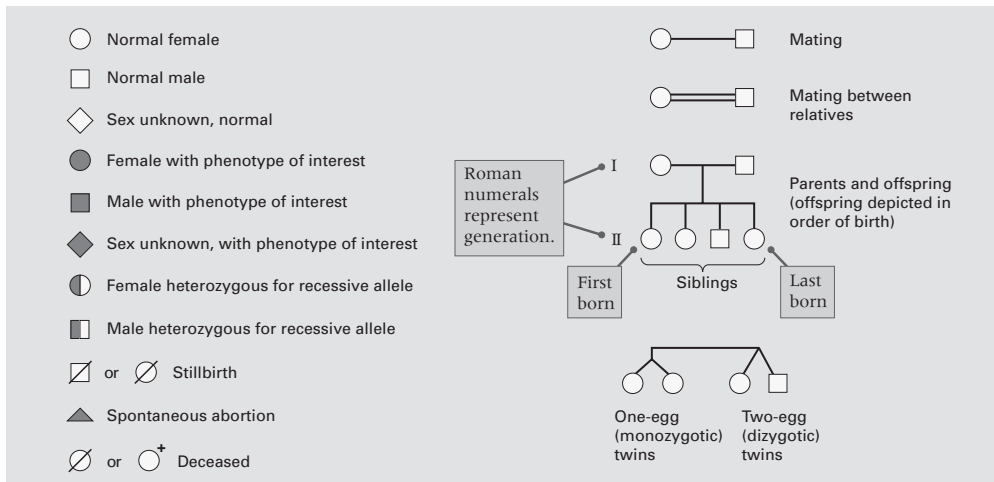 Normal female
Normal male
Sex unknown, normal
Female with phenotype of interest
Male with phenotype of interest
Sex unknown, with phenotype of interest
Female heterozygous for recessive allele
Male heterozygous for recessive allele
or Stillbirth
Spontaneous abortion
or + Deceased
Mating
Mating between
relatives
Roman
numerals
represent
generation.
I
II
Parents and offspring
(offspring depicted in
order of birth)
First
born
Siblings
Last
born
One-egg
(monozygotic)
twins
Two-egg
(dizygotic)
twins